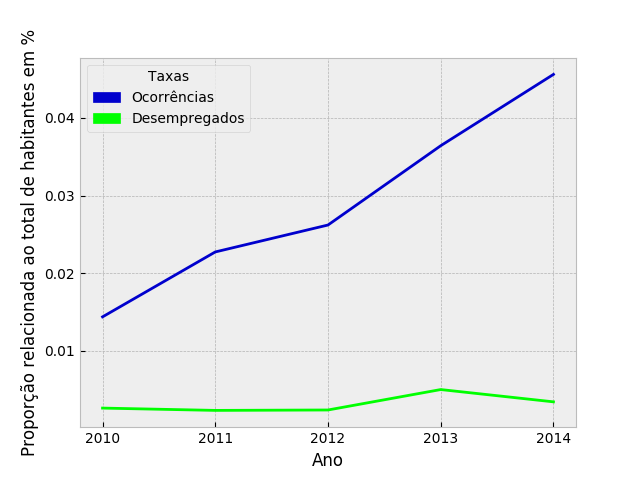 Proporção relacionada ao total de habitantes em %
Taxas
Ocorrências
Desempregados
0.04
0.03
0.02
0.01
2010 2011 2012 2013 2014
Ano